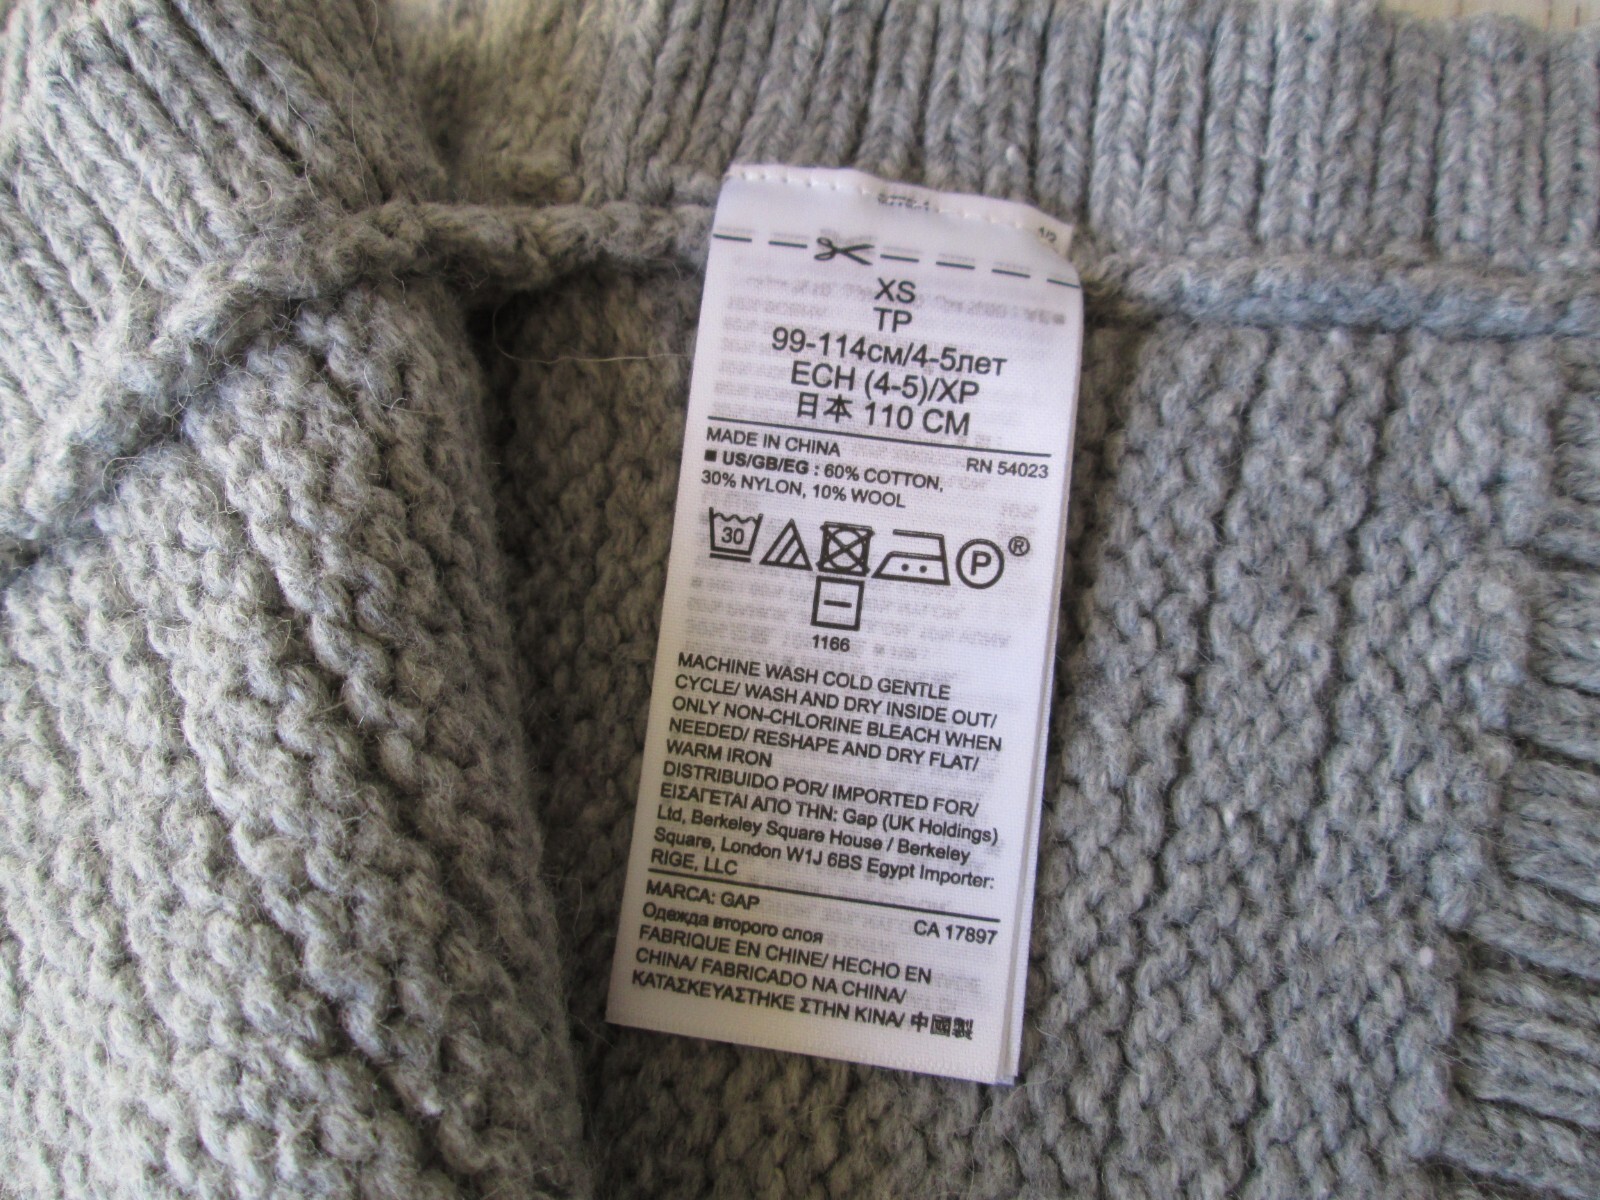 XS
TP
99-114см/4-5лет
ECH (4-5)/XP
日本 110 CM
MADE IN CHINA
RN 54023
■ US/GB/EG : 60% COTTON,
30% NYLON, 10% WOOL
30
P®
1166
MACHINE WASH COLD GENTLE
CYCLE/ WASH AND DRY INSIDE OUT/
ONLY NON-CHLORINE BLEACH WHEN
NEEDED/ RESHAPE AND DRY FLAT/
WARM IRON
DISTRIBUIDO POR/ IMPORTED FOR/
ΕΙΣΑΓΕΤΑΙ ΑΠΟ ΤΗΝ: Gap (UK Holdings)
Ltd, Berkeley Square House / Berkeley
Square, London W1J 6BS Egypt Importer:
RIGE, LLC
MARCA: GAP
CA 17897
Одежда второго слоя
FABRIQUE EN CHINE/ HECHO EN
CHINA/ FABRICADO NA CHINA/
ΚΑΤΑΣΚΕΥΑΣΤΗΚΕ ΣΤΗΝ ΚΙΝΑ/ 中國製